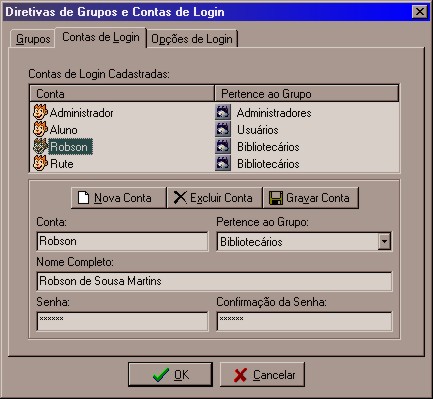 Diretivas de Grupos e Contas de Login
Grupos Contas de Login Opções de Login
Contas de Login Cadastradas:
Conta Pertence ao Grupo
Administrador Administradores
Aluno Usuários
Robson Bibliotecários
Rute Bibliotecários
Nova Conta Excluir Conta Gravar Conta
Conta: Pertence ao Grupo:
Robson Bibliotecários
Nome Completo:
Robson de Sousa Martins
Senha: Confirmação da Senha:
****** ******
OK Cancelar